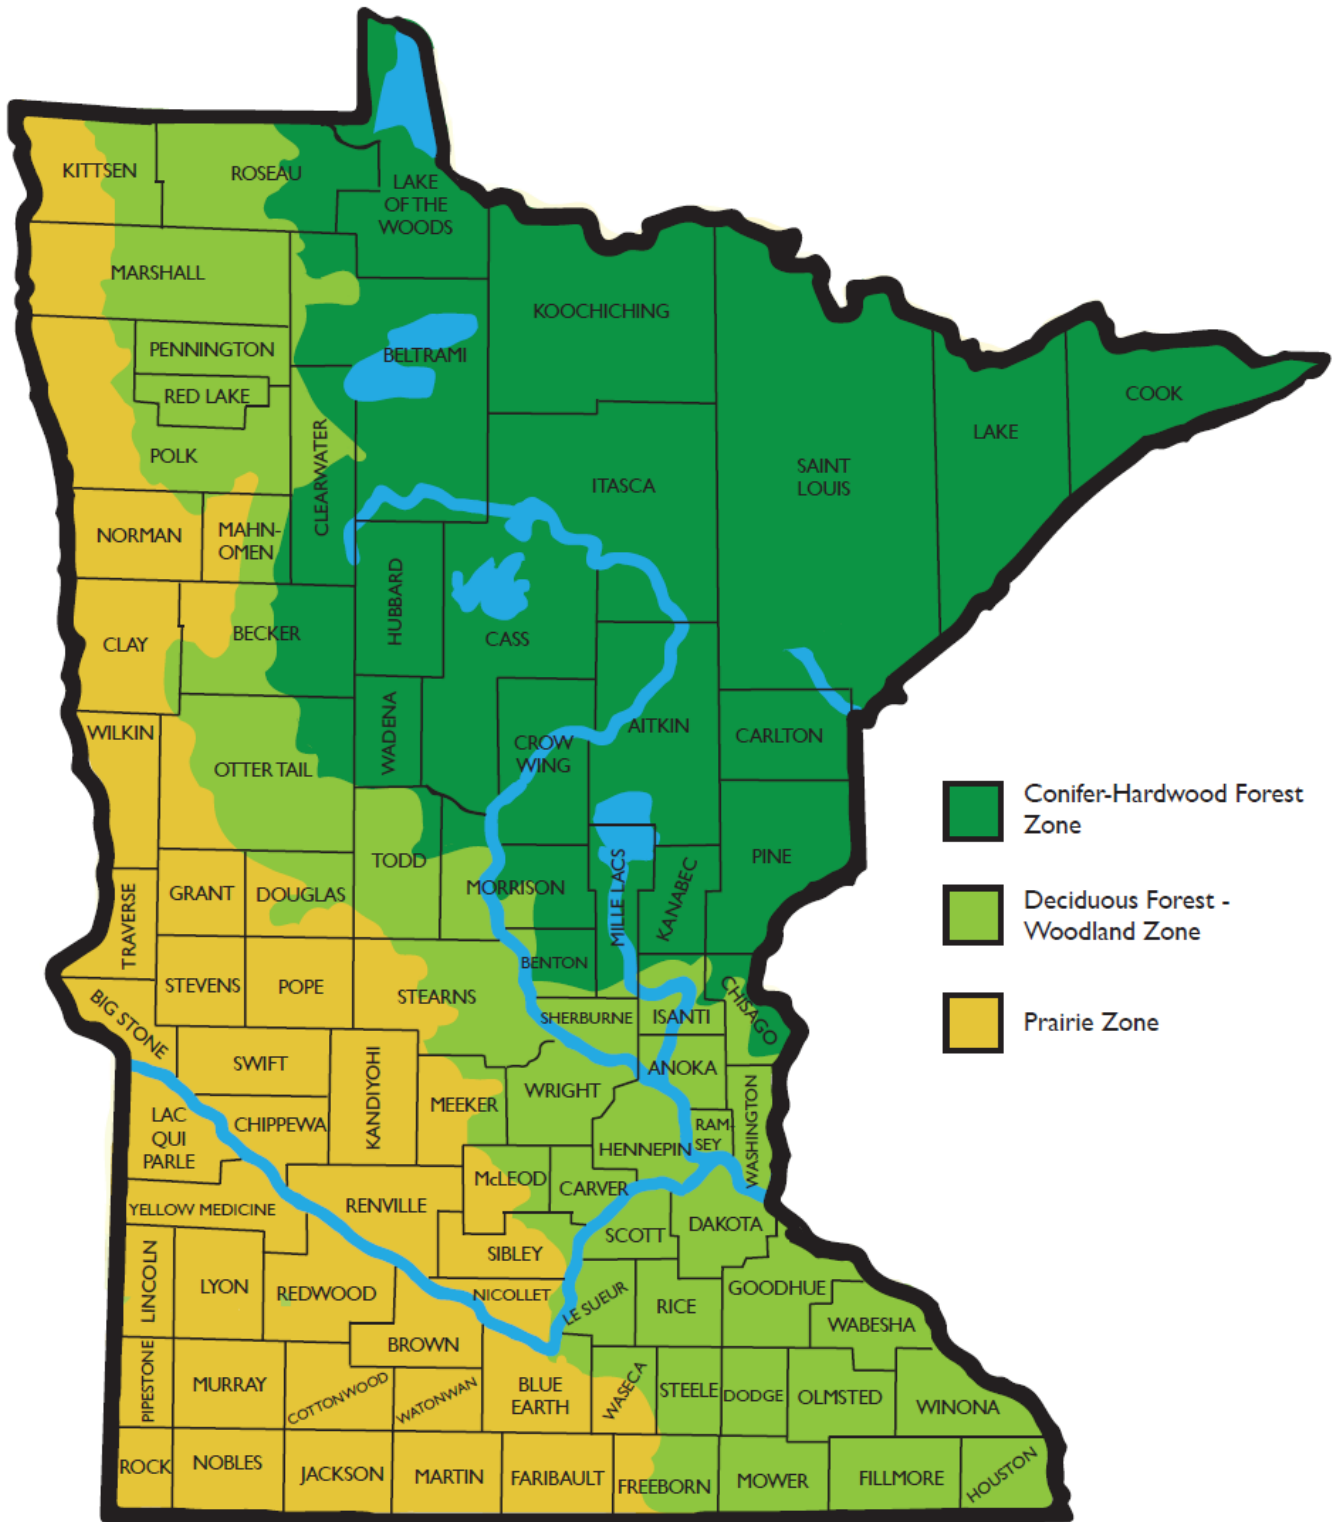 KITTSEN
ROSEAU
LAKE
OF THE
WOODS
MARSHALL
KOOCHICHING
PENNINGTON
BELTRAMI
RED LAKE
COOK
LAKE
POLK
CLEARWATER
ITASCA
SAINT
LOUIS
NORMAN
MAHN-
OMEN
HUBBARD
CASS
CLAY
BECKER
WILKIN
WADENA
AITKIN
CARLTON
CROW
WING
OTTER TAIL
Conifer-Hardwood Forest
Zone
TODD
PINE
MORRISON
MILLE LACS
KANABEC
GRANT
DOUGLAS
TRAVERSE
Deciduous Forest -
Woodland Zone
BENTON
STEVENS
POPE
STEARNS
BIG STONE
SHERBURNE
ISANTI
CHISAGO
Prairie Zone
SWIFT
KANDIYOHI
ANOKA
WRIGHT
MEEKER
WASHINGTON
LAC
QUI
PARLE
CHIPPEWA
RAM-
SEY
HENNEPIN
McLEOD
CARVER
YELLOW MEDICINE
RENVILLE
DAKOTA
SCOTT
SIBLEY
LINCOLN
LYON
REDWOOD
NICOLLET
LE SUEUR
RICE
GOODHUE
WABESHA
BROWN
PIPESTONE
MURRAY
COTTONWOOD
WATONWAN
BLUE
EARTH
WASECA
STEELE
DODGE
OLMSTED
WINONA
ROCK
NOBLES
JACKSON
MARTIN
FARIBAULT
FREEBORN
MOWER
FILLMORE
HOUSTON